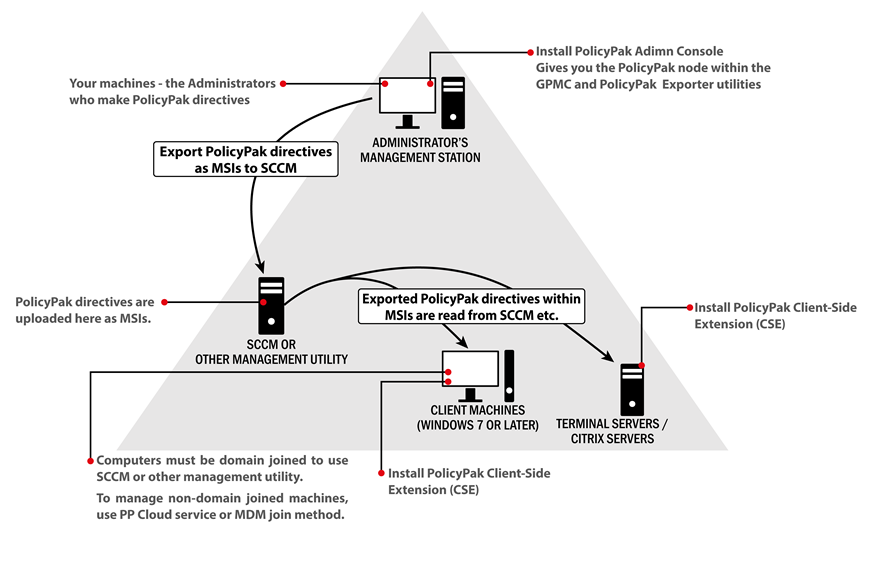 Install PolicyPak Adimn Console
Gives you the PolicyPak node within the
GPMC and PolicyPak Exporter utilities
Your machines - the Administrators
who make PolicyPak directives
ADMINISTRATOR'S
MANAGEMENT STATION
Export PolicyPak directives
as MSIs to SCCM
PolicyPak directives are
uploaded here as MSIs.
SCCM OR
OTHER MANAGEMENT UTILITY
Exported PolicyPak directives within
MSIs are read from SCCM etc.
Install PolicyPak Client-Side
Extension (CSE)
CLIENT MACHINES
(WINDOWS 7 OR LATER)
TERMINAL SERVERS /
CITRIX SERVERS
Computers must be domain joined to use
SCCM or other management utility.
To manage non-domain joined machines,
use PP Cloud service or MDM join method.
Install PolicyPak Client-Side
Extension (CSE)